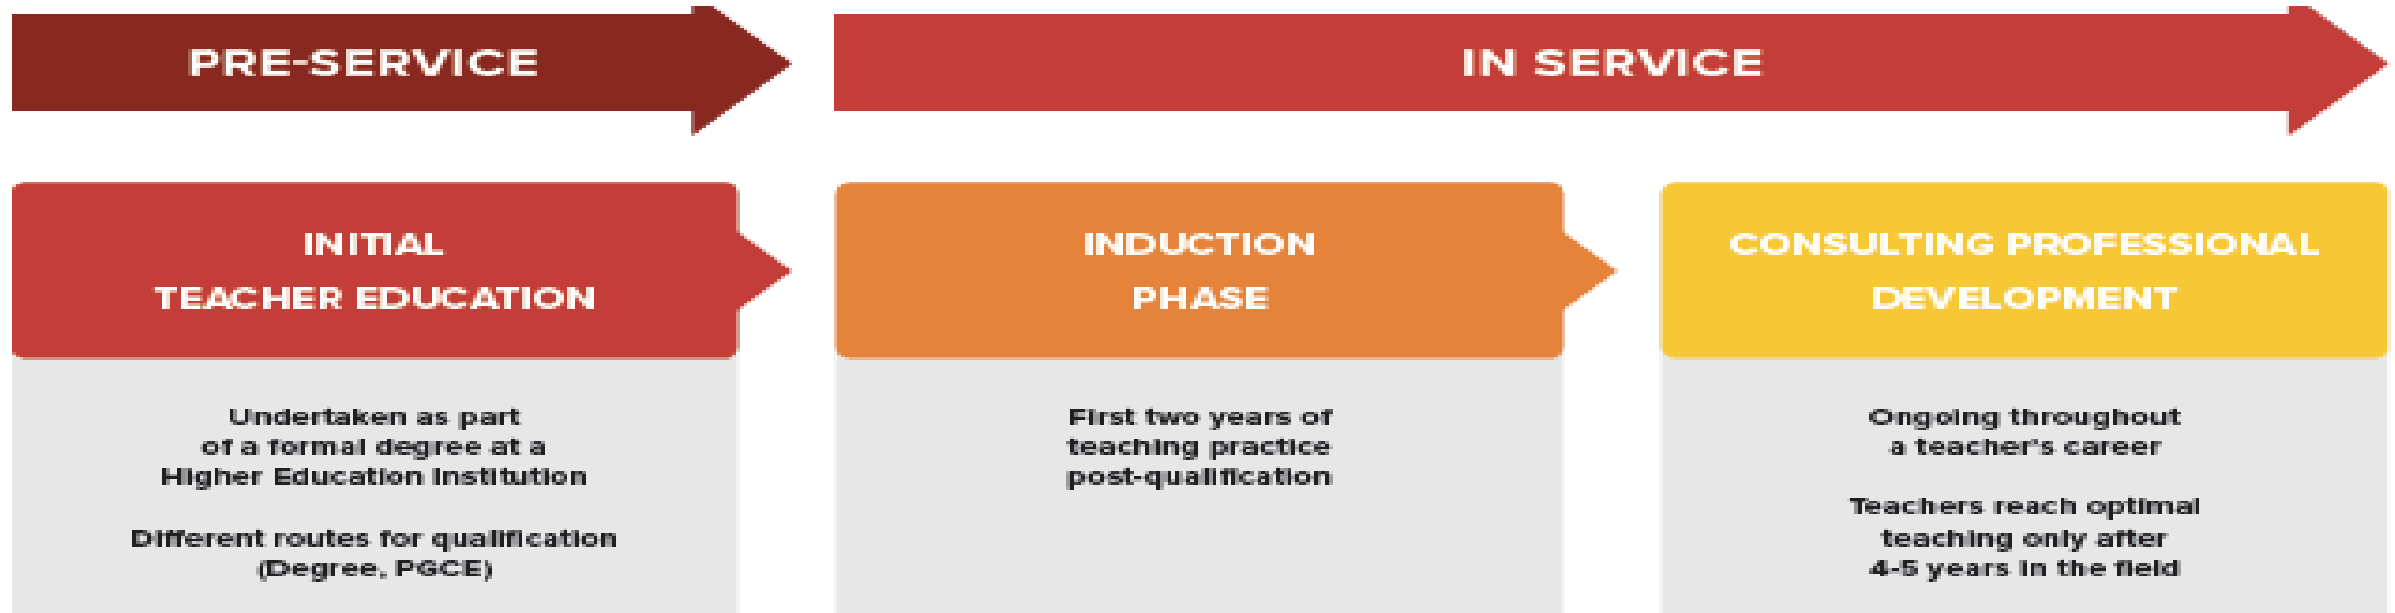 PRE-SERVICE
IN SERVICE
INITIAL
TEACHER EDUCATION
Undertaken as part
of a formal degree at a
Higher Education Institution
Different routes for qualification
(Degree, PGCE)
INDUCTION
PHASE
First two years of
teaching practice
post-qualification
CONSULTING PROFESSIONAL
DEVELOPMENT
Ongoing throughout
a teacher's career
Teachers reach optimal
teaching only after
4-5 years in the field